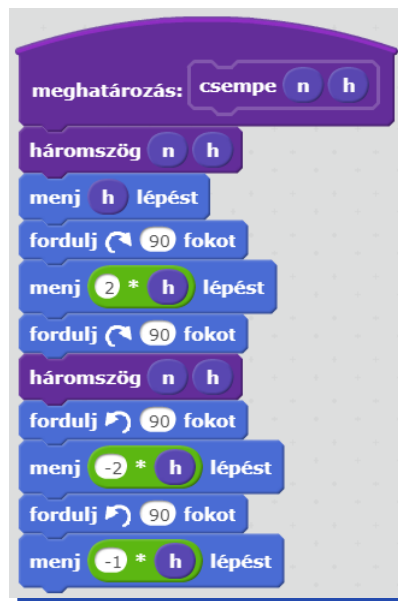 meghatározás: csempe n h
háromszög n h
menj h lépést
fordulj 90 fokot
menj 2 * h lépést
fordulj 90 fokot
háromszög n h
fordulj 90 fokot
menj -2 * h lépést
fordulj 90 fokot
menj -1 * h lépést